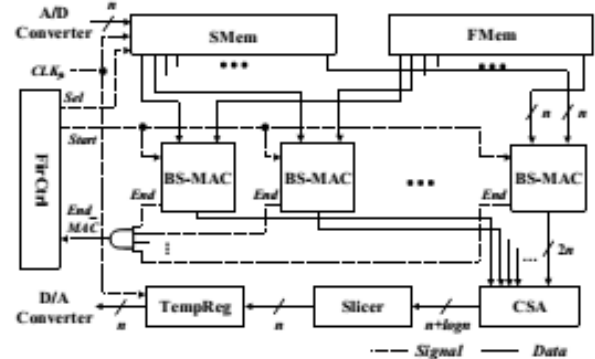 A/D
Converter
n
SMem
FMem
CLKμ
Sel
Start
n
n
FirCtrl
BS-MAC
BS-MAC
BS-MAC
End
End
End
End_
MAC
2n
D/A
Converter
n
TempReg
n
Slicer
n+logn
CSA
Signal
Data